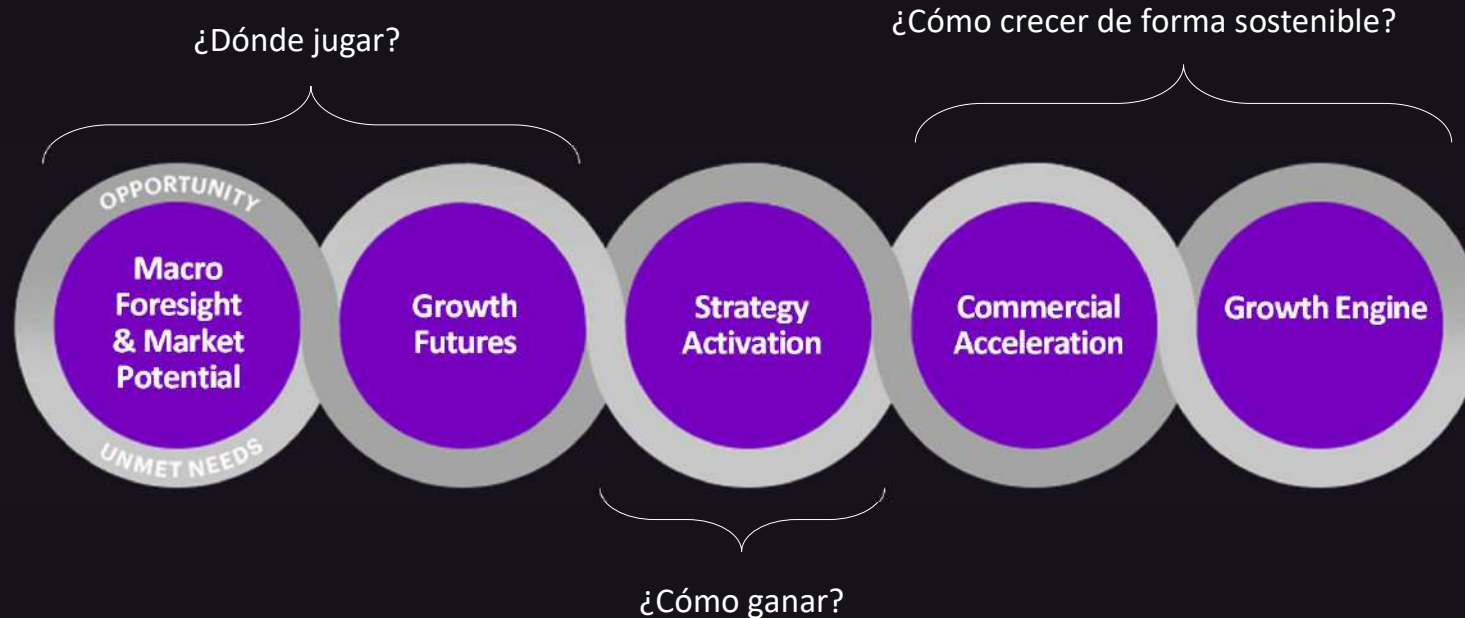 ¿Dónde jugar?
¿Cómo crecer de forma sostenible?
OPPORTUNITY
Macro
Foresight
& Market
Potential
UNMET NEEDS
Growth
Futures
Strategy
Activation
Commercial
Acceleration
Growth Engine
¿Cómo ganar?